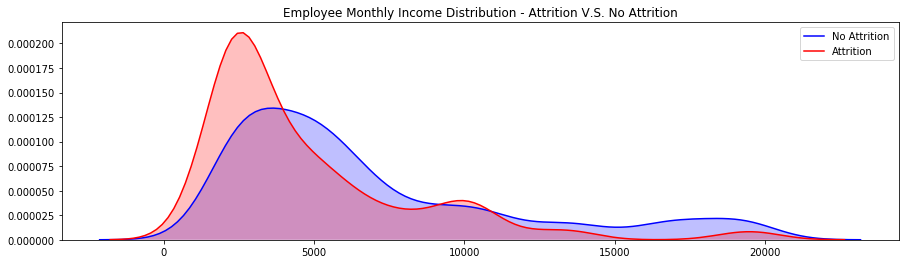 Employee Monthly Income Distribution - Attrition V.S. No Attrition
No Attrition
Attrition
0.000200
0.000175
0.000150
0.000125
0.000100
0.000075
0.000050
0.000025
0.000000
0 5000 10000 15000 20000